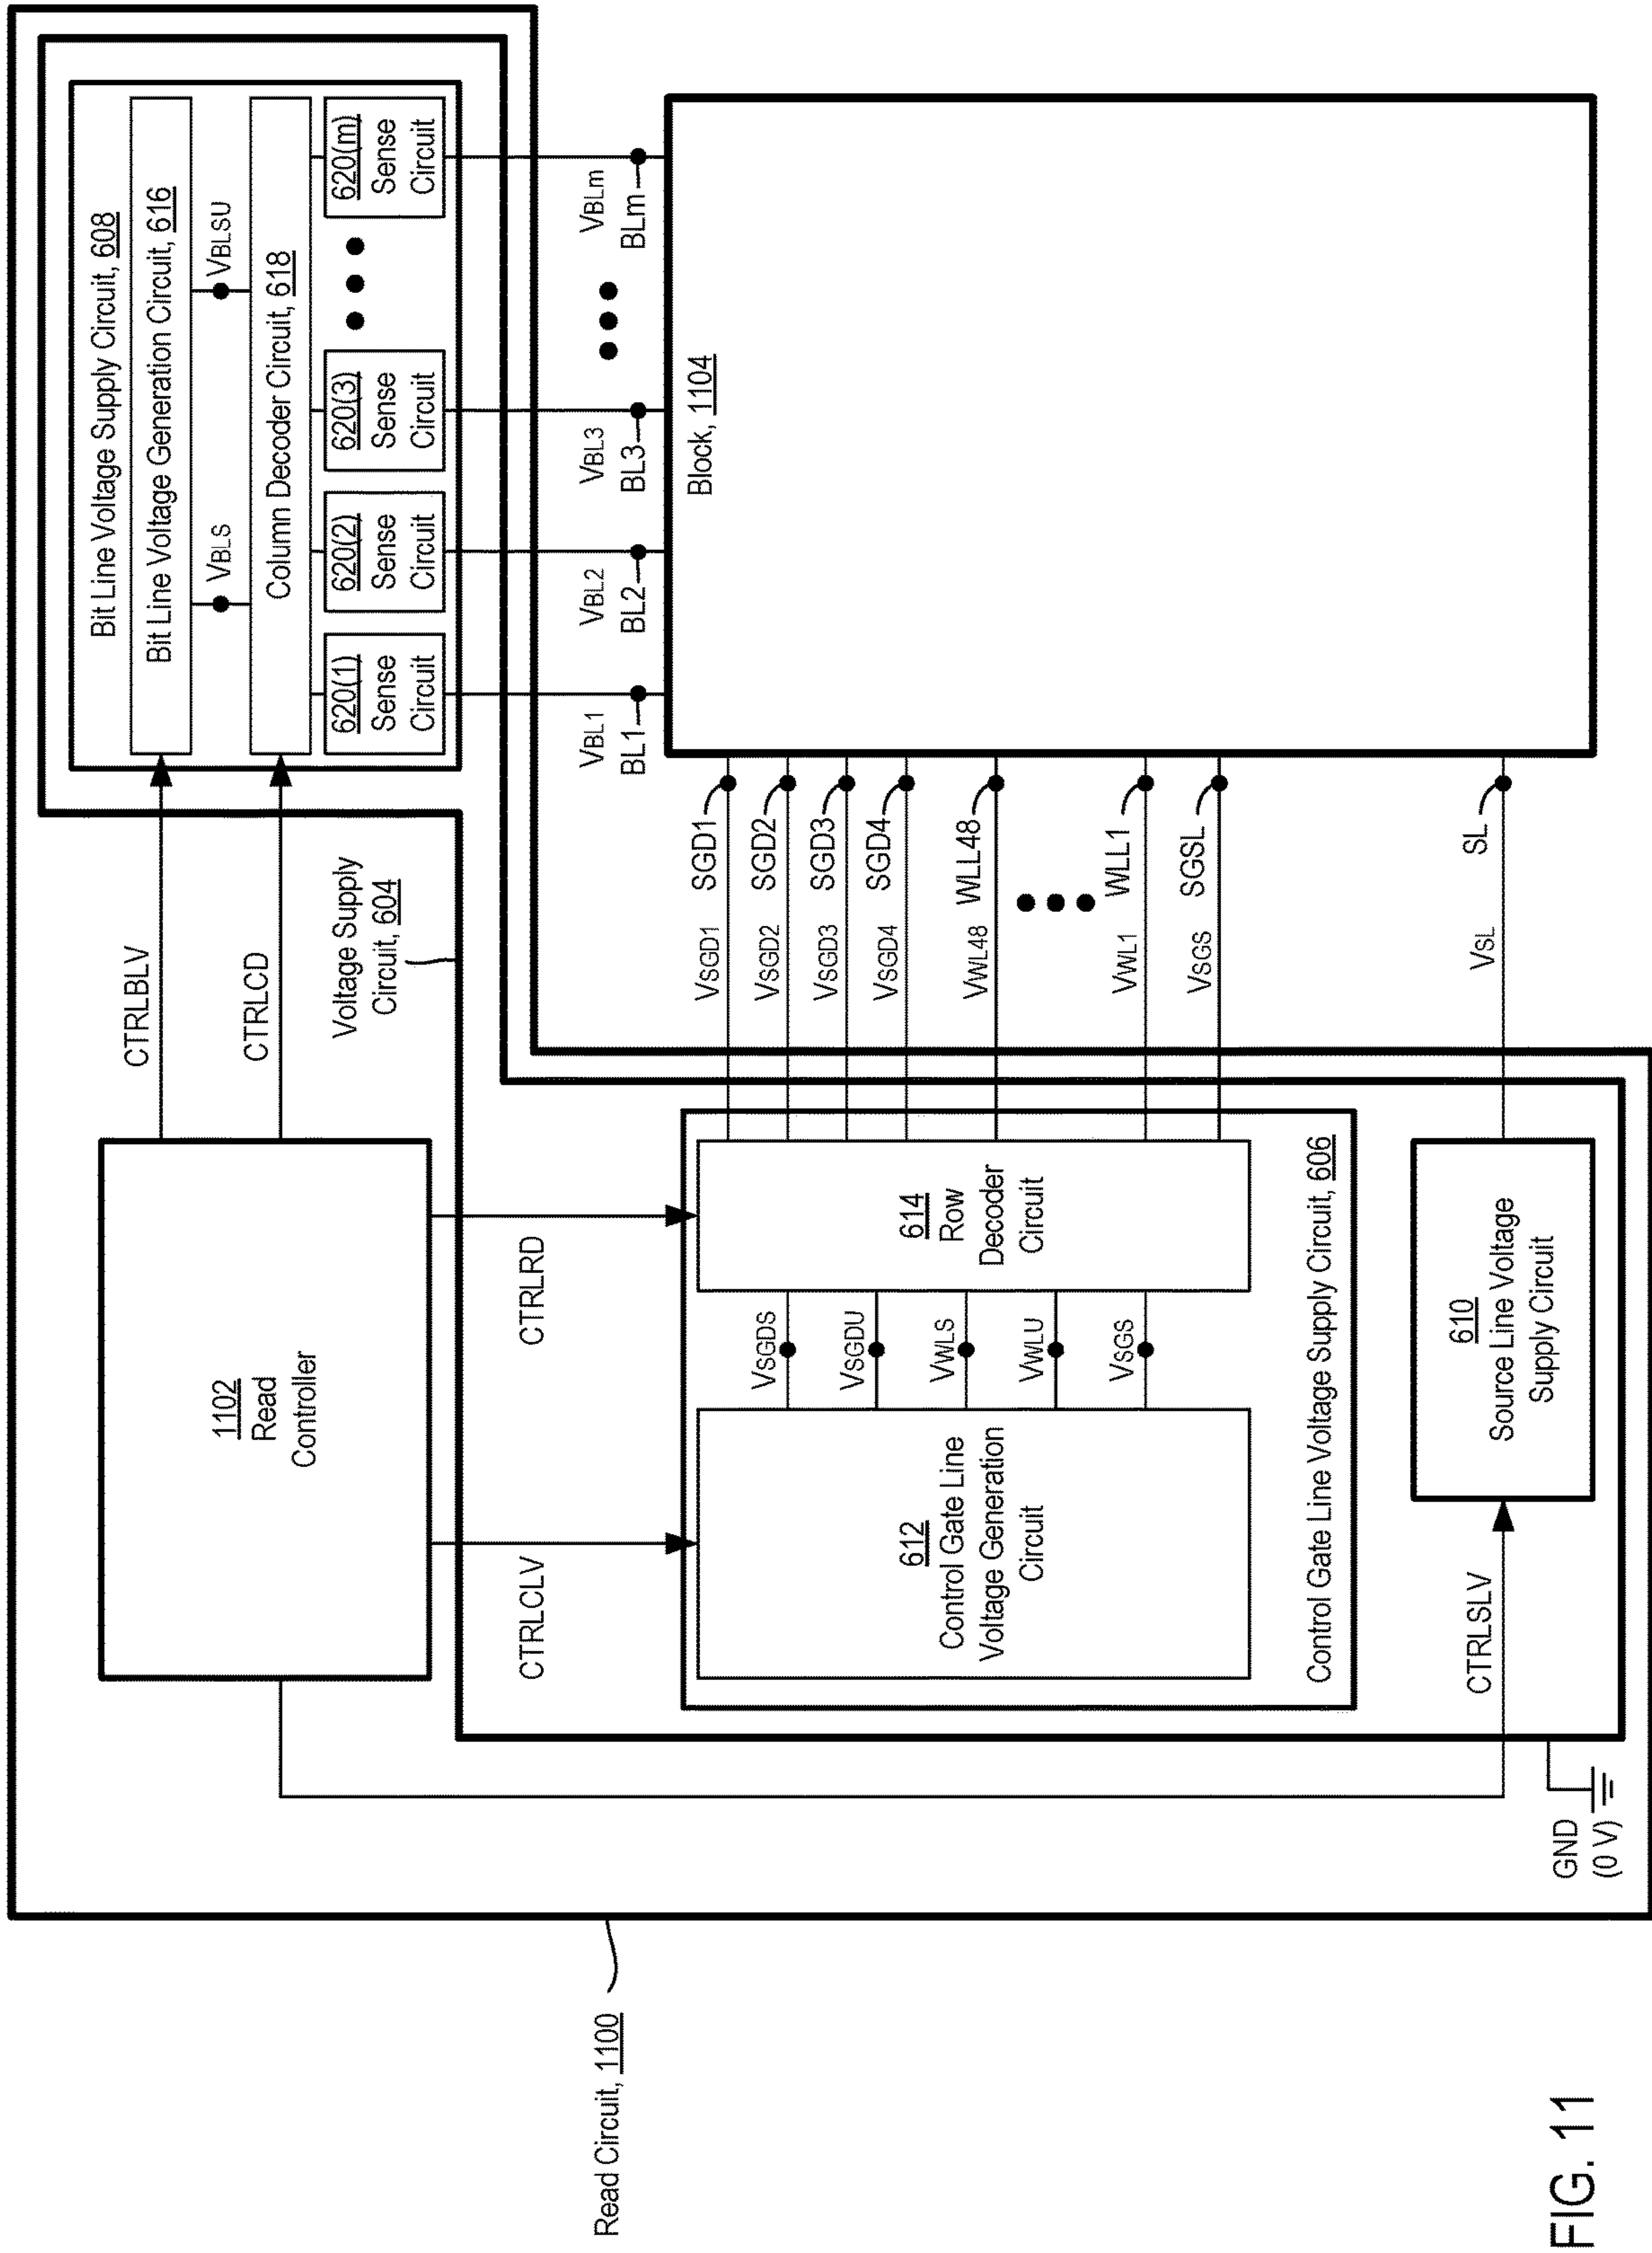 Read Circuit, 1100
1102
Read
Controller
CTRLBLV
CTRLCD
Voltage Supply
Circuit, 604
Bit Line Voltage Supply Circuit, 608
Bit Line Voltage Generation Circuit, 616
VBLS
VBLSU
Column Decoder Circuit, 618
620(1)
Sense
Circuit
620(2)
Sense
Circuit
620(3)
Sense
Circuit
620(m)
Sense
Circuit
CTRLCLV
CTRLRD
VBL1
BL1
VBL2
BL2
VBL3
BL3
VBLm
BLm
Block, 1104
612
Control Gate Line
Voltage Generation
Circuit
VSGDS
VSGDU
VWLS
VWLU
VSGS
614
Row
Decoder
Circuit
Control Gate Line Voltage Supply Circuit, 606
VSGD1
SGD1
VSGD2
SGD2
VSGD3
SGD3
VSGD4
SGD4
VWL48
WLL48
VWL1
WLL1
VSGS
SGSL
CTRLSLV
610
Source Line Voltage
Supply Circuit
VSL
SL
GND
(0 V)
FIG. 11